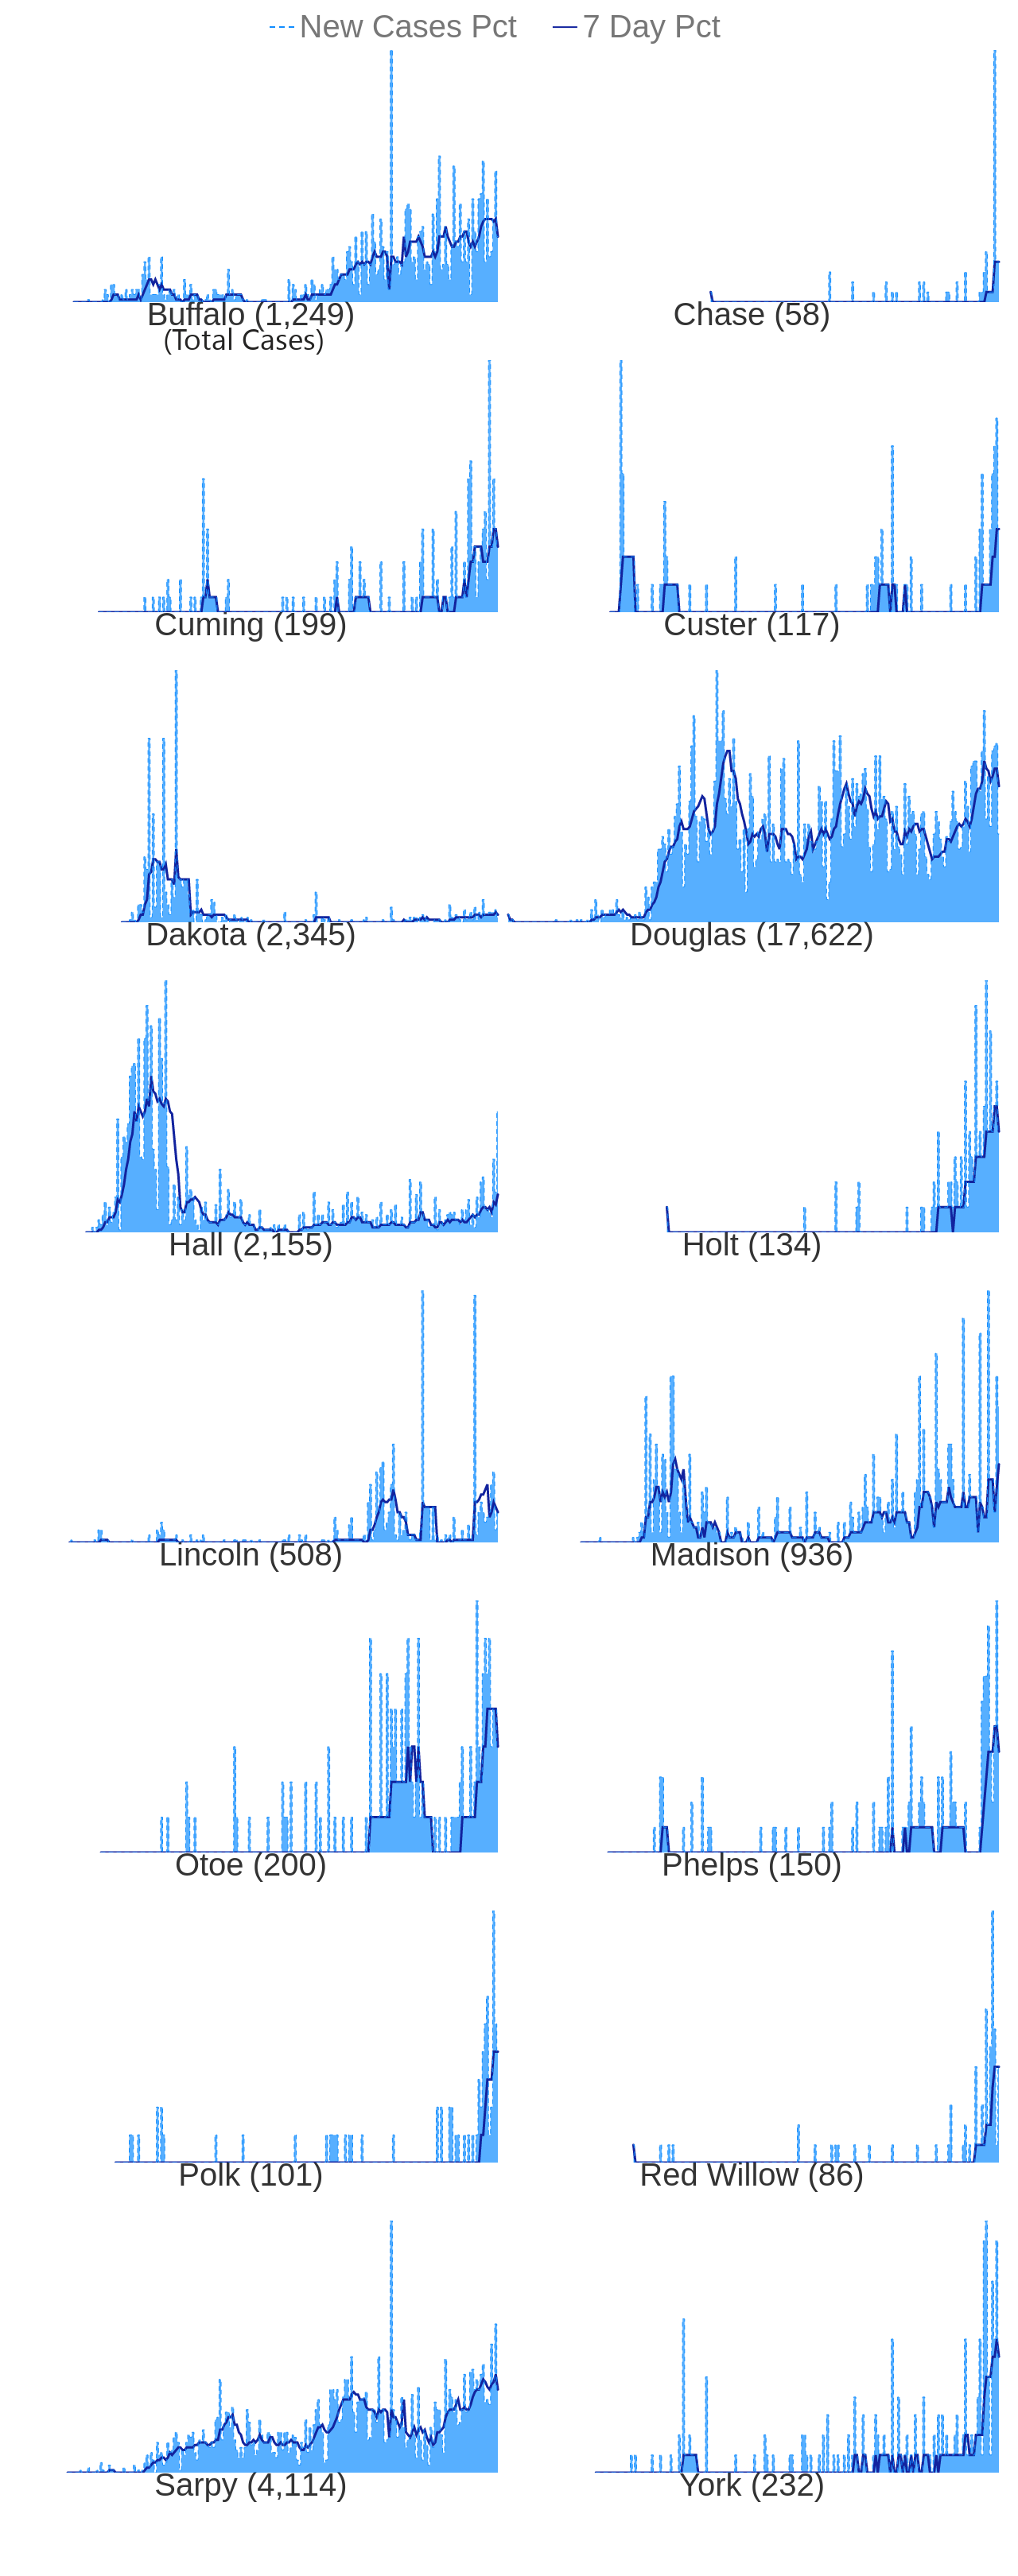 New Cases Pct 7 Day Pct
Buffalo (1,249) Chase (58)
(Total Cases)
Cuming (199) Custer (117)
Dakota (2,345) Douglas (17,622)
Hall (2,155) Holt (134)
Lincoln (508) Madison (936)
Otoe (200) Phelps (150)
Polk (101) Red Willow (86)
Sarpy (4,114) York (232)